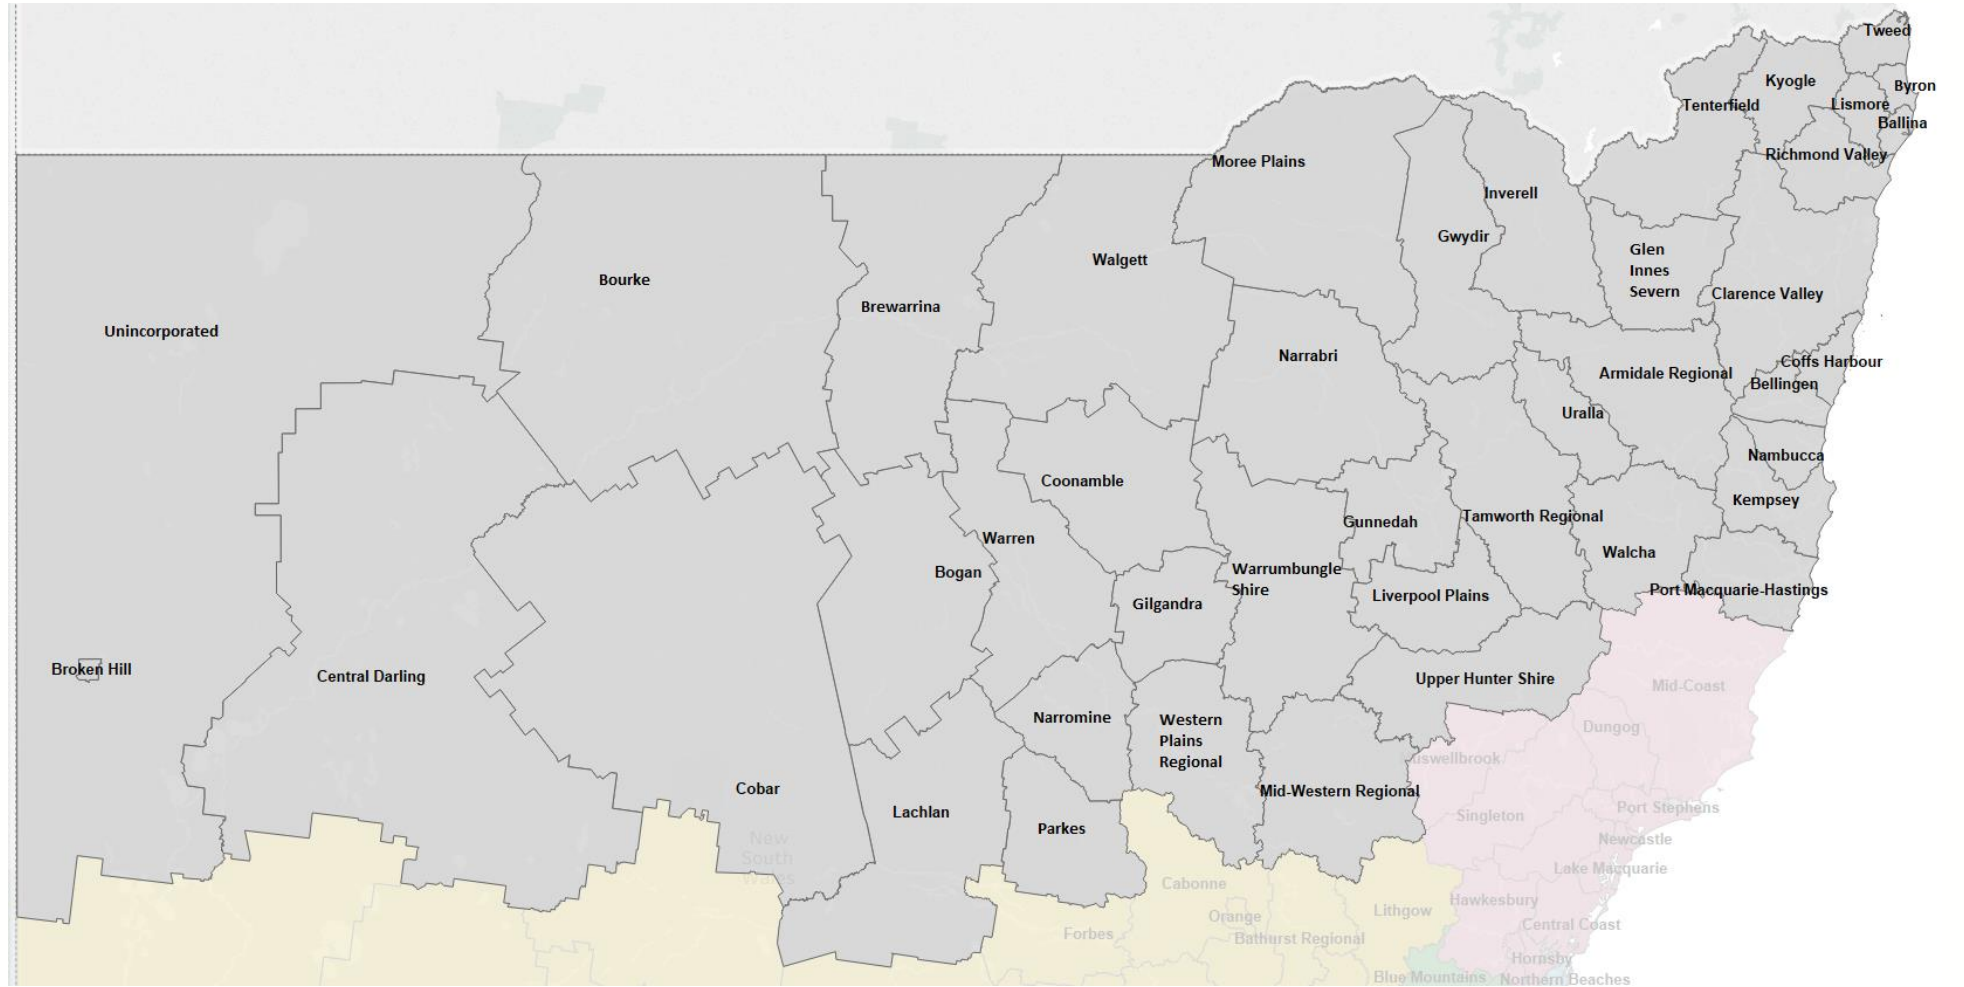 Tweed
Kyogle
Byron
Tenterfield
Lismore
Ballina
Richmond Valley
Moree Plains
Inverell
Gwydir
Glen
Innes
Severn
Walgett
Bourke
Brewarrina
Clarence Valley
Unincorporated
Narrabri
Coffs Harbour
Armidale Regional
Bellingen
Uralla
Nambucca
Coonamble
Kempsey
Gunnedah
Tamworth Regional
Warren
Walcha
Bogan
Warrumbungle
Shire
Port Macquarie-Hastings
Liverpool Plains
Gilgandra
Broken Hill
Central Darling
Upper Hunter Shire
Mid-Coast
Narromine
Western
Plains
Regional
Dungog
uswellbrook
Cobar
Mid-Western Regional
Port Stephens
Lachlan
Singleton
Parkes
New
South
Wales
Newcastle
Lake Macquarie
Cabonne
Hawkesbury
Lithgow
Orange
Central Coast
Forbes
Bathurst Regional
Hornsby
Blue Mountains
Northern Beaches